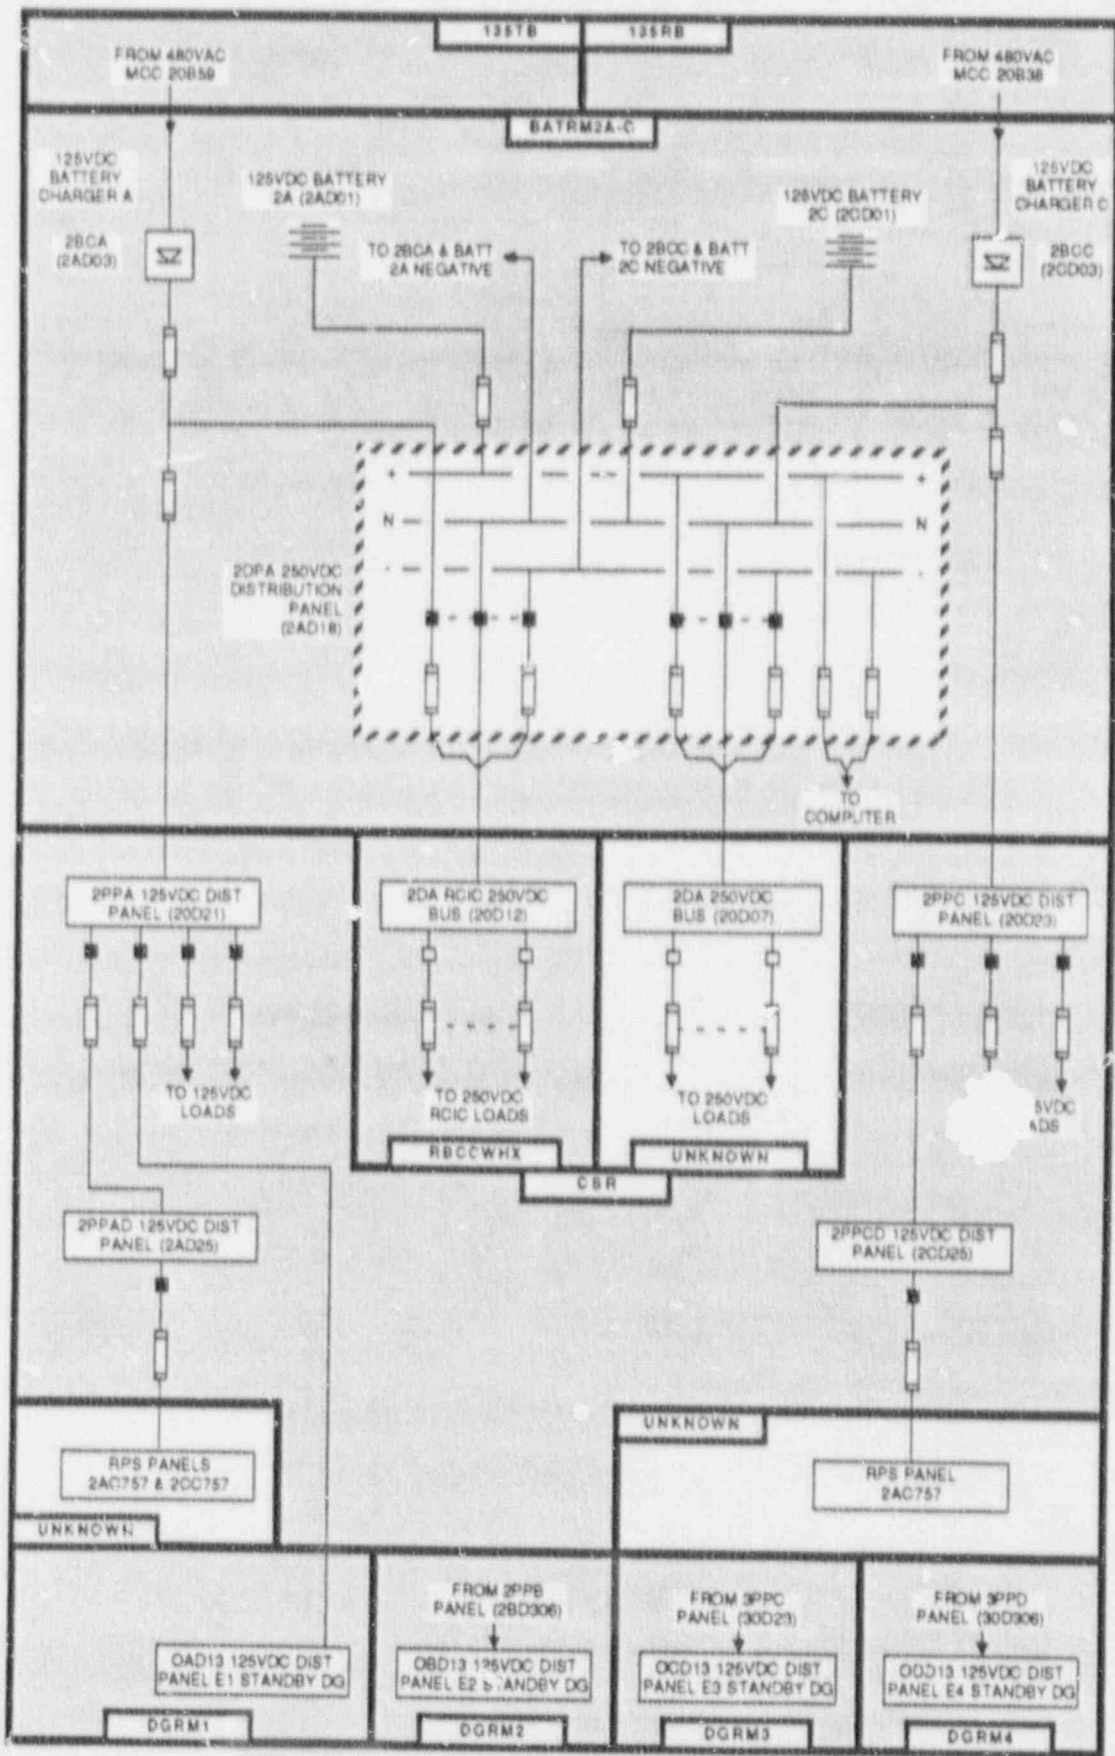 135TB
135RB
FROM 480VAC
MCC 20B59
FROM 480VAC
MCC 20B38
BATRM2A-C
125VDC
BATTERY
CHARGER A
125VDC BATTERY
2A (2AD01)
125VDC BATTERY
2C (2CD01)
125VDC
BATTERY
CHARGER C
2BCA
(2AD03)
TO 2BCA & BATT
2A NEGATIVE
TO 2BCC & BATT
2C NEGATIVE
2BCC
(2CD03)
+
+
N
N
-
-
2DPA 250VDC
DISTRIBUTION
PANEL
(2AD18)
TO
COMPUTER
2PPA 125VDC DIST
PANEL (20D21)
2DA RCIC 250VDC
BUS (20D12)
2DA 250VDC
BUS (20D07)
2PPC 125VDC DIST
PANEL (20D23)
TO 125VDC
LOADS
TO 250VDC
RCIC LOADS
TO 250VDC
LOADS
5VDC
ADS
RBCCWHX
UNKNOWN
CSR
2PPAD 125VDC DIST
PANEL (2AD25)
2PPCD 125VDC DIST
PANEL (2CD25)
UNKNOWN
RPS PANELS
2AC757 & 2CC757
RPS PANEL
2AC757
UNKNOWN
FROM 2PPB
PANEL (2BD306)
FROM 3PPC
PANEL (30D23)
FROM 3PPD
PANEL (30D306)
OAD13 125VDC DIST
PANEL E1 STANDBY DG
OBD13 125VDC DIST
PANEL E2 STANDBY DG
OCD13 125VDC DIST
PANEL E3 STANDBY DG
ODD13 125VDC DIST
PANEL E4 STANDBY DG
DGRM1
DGRM2
DGRM3
DGRM4